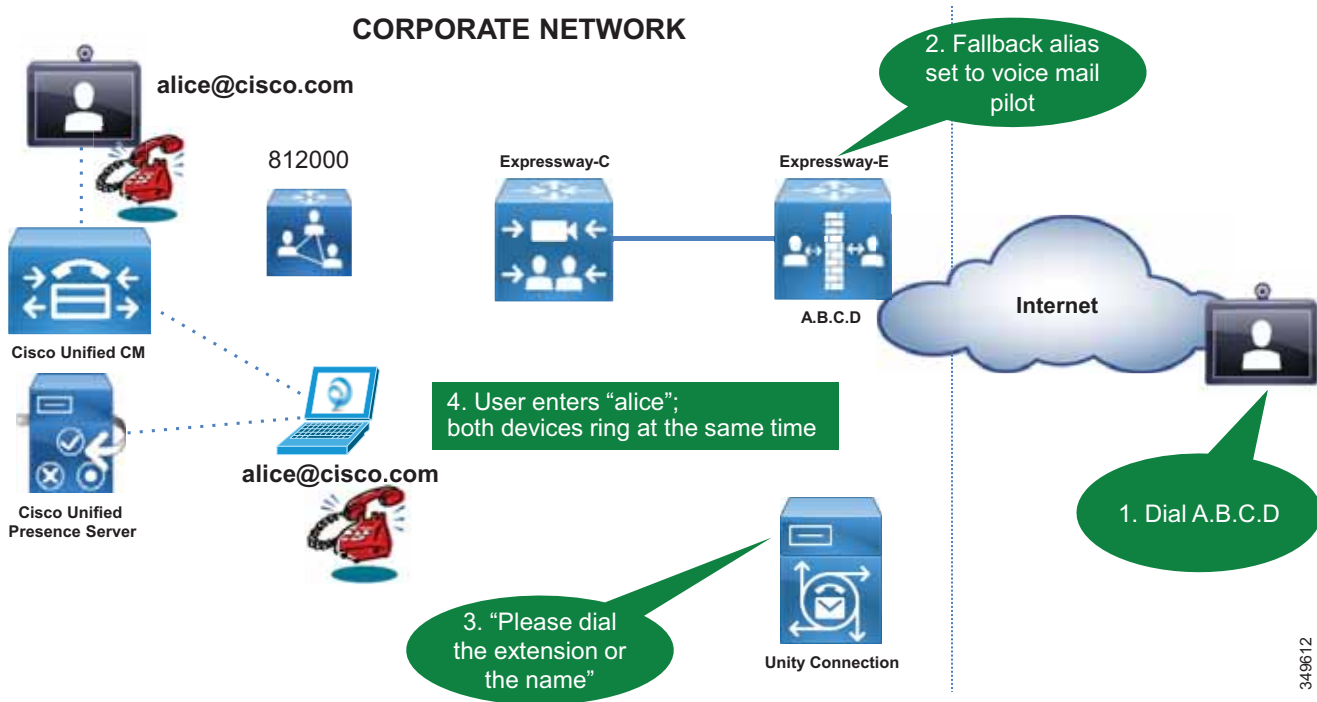 CORPORATE NETWORK
alice@cisco.com
812000
Expressway-C
2. Fallback alias
set to voice mail
pilot
Expressway-E
A.B.C.D
Internet
Cisco Unified CM
4. User enters “alice”;
both devices ring at the same time
alice@cisco.com
Cisco Unified
Presence Server
1. Dial A.B.C.D
3. “Please dial
the extension or
the name”
Unity Connection
349612